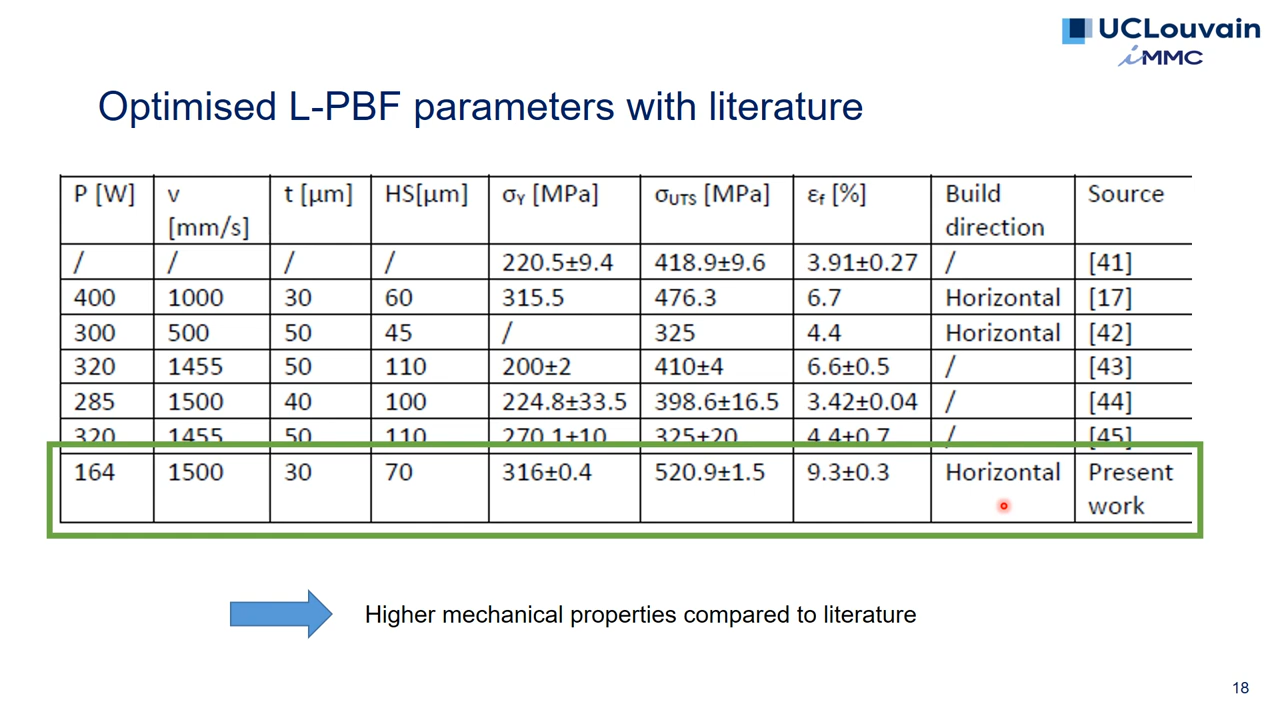 UCLouvain
iMMC
Optimised L-PBF parameters with literature
P [W] v [mm/s] t [µm] HS[µm] σY [MPa] σUTS [MPa] εf [%] Build direction Source
/ / / / 220.5±9.4 418.9±9.6 3.91±0.27 / [41]
400 1000 30 60 315.5 476.3 6.7 Horizontal [17]
300 500 50 45 / 325 4.4 Horizontal [42]
320 1455 50 110 200±2 410±4 6.6±0.5 / [43]
285 1500 40 100 224.8±33.5 398.6±16.5 3.42±0.04 / [44]
320 1455 50 110 270.1±10 325±20 4.4±0.7 / [45]
164 1500 30 70 316±0.4 520.9±1.5 9.3±0.3 Horizontal Present work
Higher mechanical properties compared to literature
18